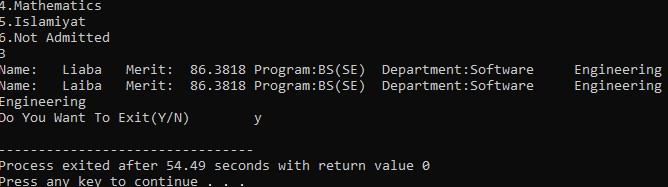 4.Mathematics
5.Islamiyat
6.Not Admitted
3
Name: Liaba Merit: 86.3818 Program:BS(SE) Department:Software Engineering
Name: Laiba Merit: 86.3818 Program:BS(SE) Department:Software Engineering
Engineering
Do You Want To Exit(Y/N) y
--------------------------------
Process exited after 54.49 seconds with return value 0
Press any key to continue . . .